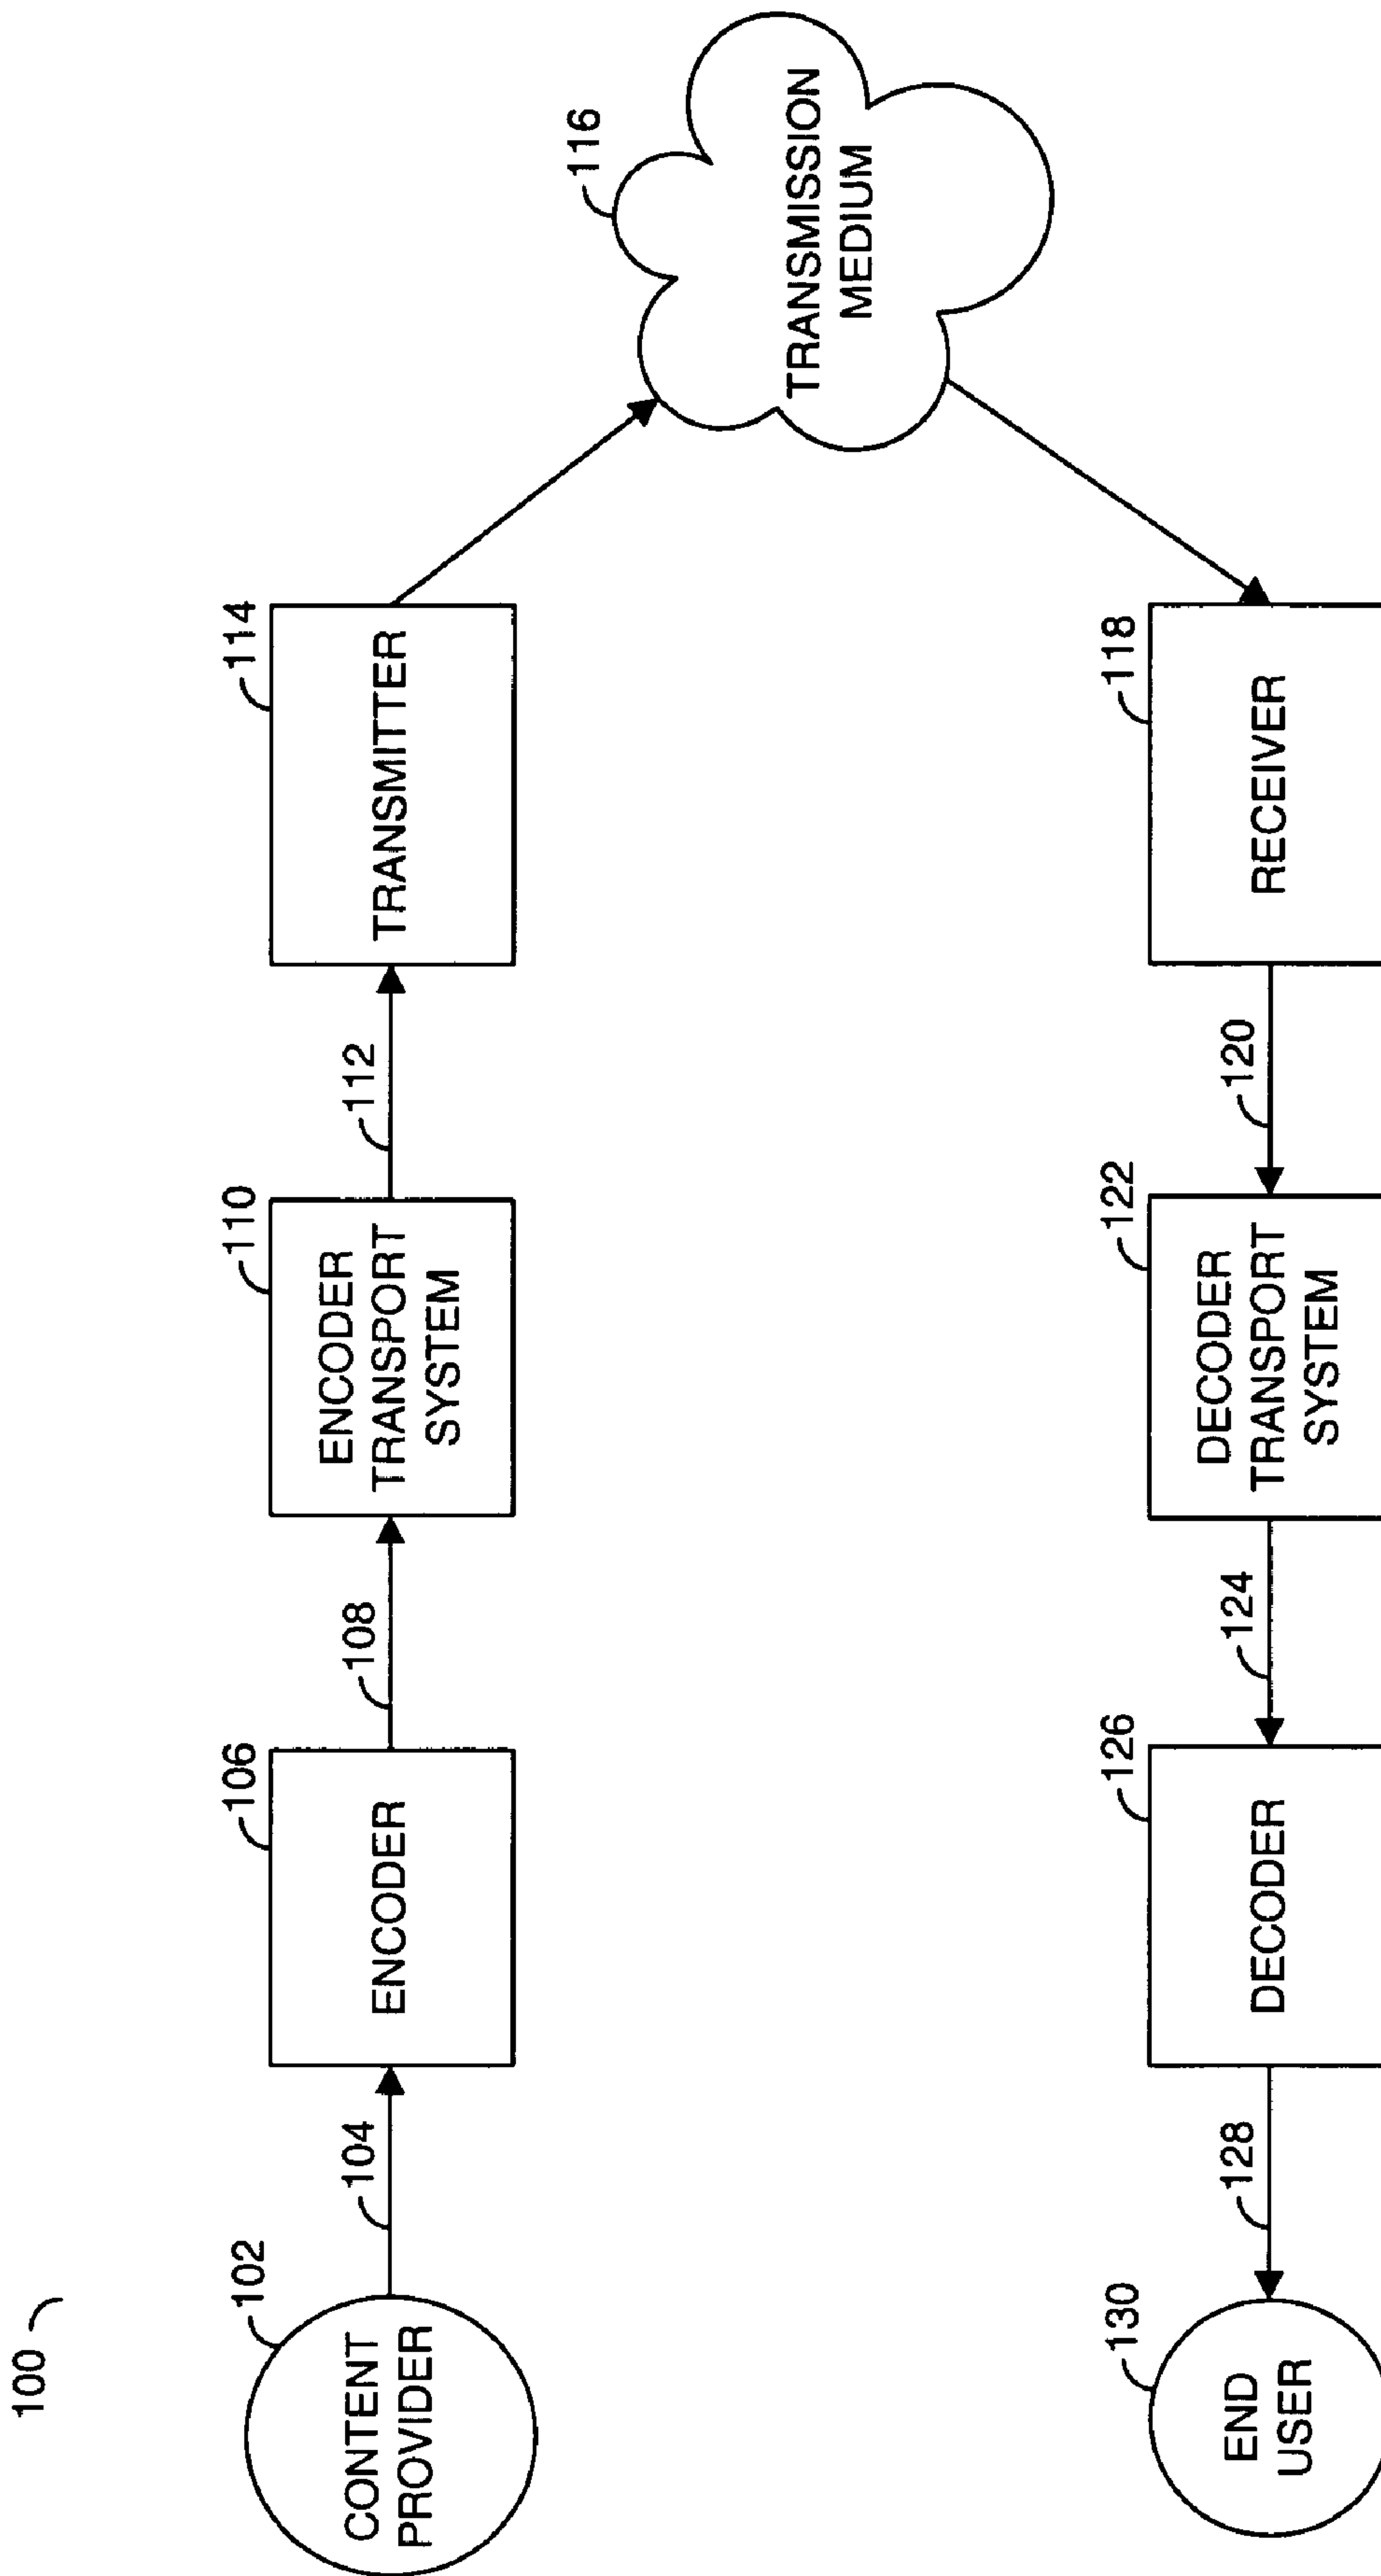 100
102
CONTENT
PROVIDER
104
106
ENCODER
108
110
ENCODER
TRANSPORT
SYSTEM
112
114
TRANSMITTER
116
TRANSMISSION
MEDIUM
118
RECEIVER
120
122
DECODER
TRANSPORT
SYSTEM
124
126
DECODER
128
130
END
USER